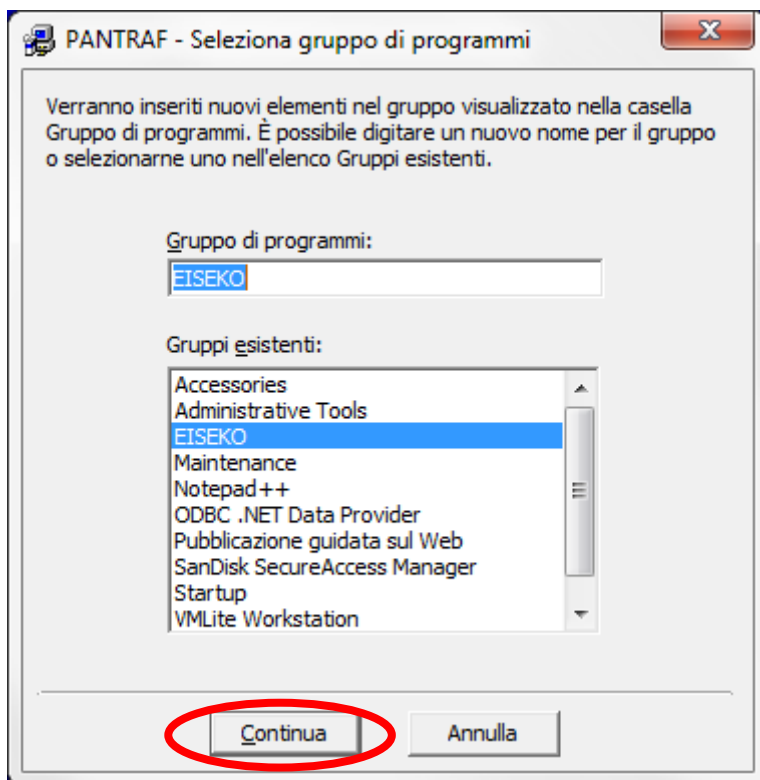 PANTRAF - Seleziona gruppo di programmi
Verranno inseriti nuovi elementi nel gruppo visualizzato nella casella
Gruppo di programmi. È possibile digitare un nuovo nome per il gruppo
o selezionarne uno nell'elenco Gruppi esistenti.
Gruppo di programmi:
EISEKO
Gruppi esistenti:
Accessories
Administrative Tools
EISEKO
Maintenance
Notepad++
ODBC .NET Data Provider
Pubblicazione guidata sul Web
SanDisk SecureAccess Manager
Startup
VMLite Workstation
Continua
Annulla